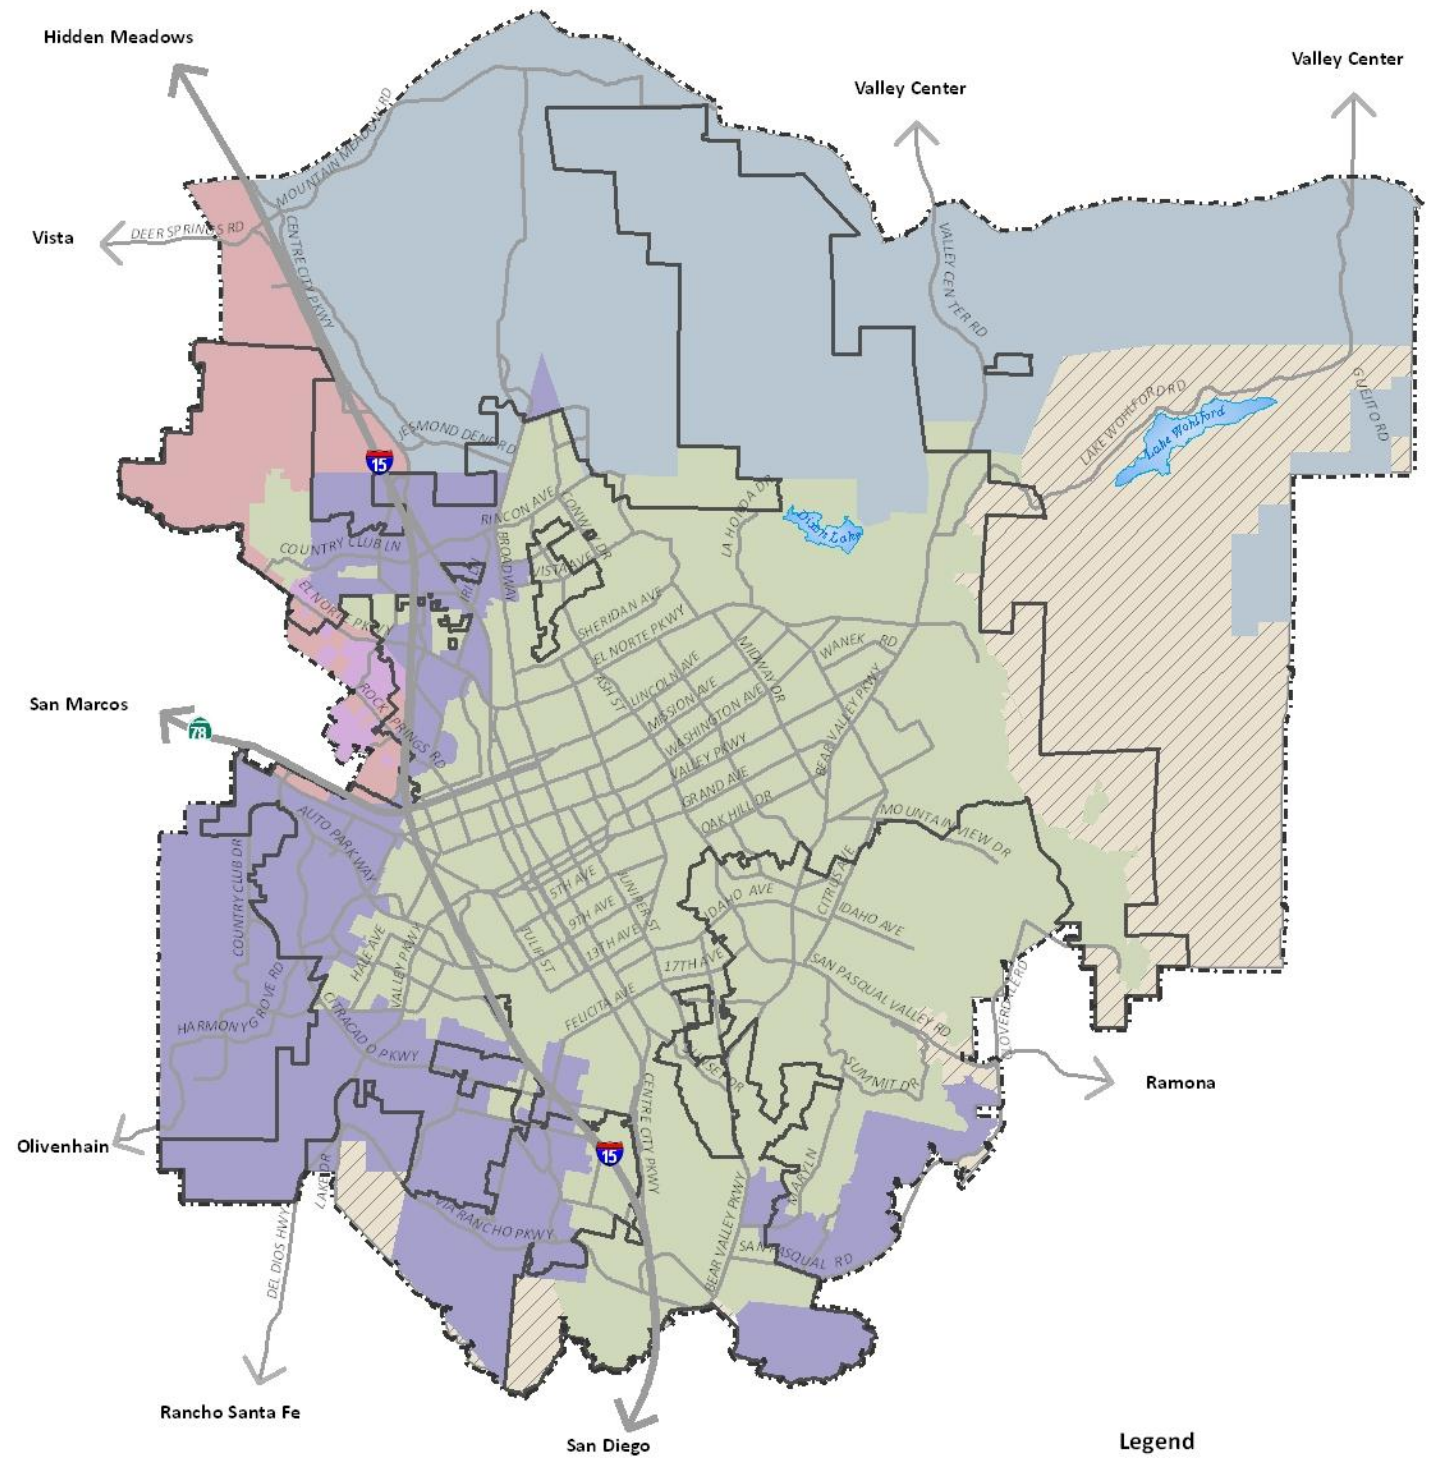 Hidden Meadows
Valley Center
Valley Center
MOUNTAIN MEADOW RD
Vista
DEER SPRINGS RD
CENTRE CITY PKWY
VALLEY CENTER RD
LAKE WOHLFORD RD
Lake Wohlford
GUEJITO RD
JESMOND DENE RD
15
RINCON AVE
CONWAY DR
LA HONDA DR
Dixon Lake
COUNTRY CLUB LN
BROADWAY
VISTA AVE
IRIS LN
EL NORTE PKWY
SHERIDAN AVE
EL NORTE PKWY
MIDWAY DR
WANEK RD
ASH ST
LINCOLN AVE
MISSION AVE
WASHINGTON AVE
VALLEY PKWY
BEAR VALLEY PKWY
San Marcos
78
ROCK SPRINGS RD
GRAND AVE
OAK HILL DR
MOUNTAIN VIEW DR
AUTO PARK WAY
COUNTRY CLUB DR
5TH AVE
JUNIPER ST
IDAHO AVE
CITRUS AVE
IDAHO AVE
9TH AVE
TULIP ST
13TH AVE
17TH AVE
HALE AVE
VALLEY PKWY
SAN PASQUAL VALLEY RD
HARMONY GROVE RD
CITRACADO PKWY
FELICITA AVE
CLOVERDALE RD
SUMMIT DR
Ramona
CENTRE CITY PKWY
Olivenhain
15
LAKE DR
MARY LN
VIA RANCHO PKWY
BEAR VALLEY PKWY
SAN PASQUAL RD
DEL DIOS HWY
Rancho Santa Fe
San Diego
Legend